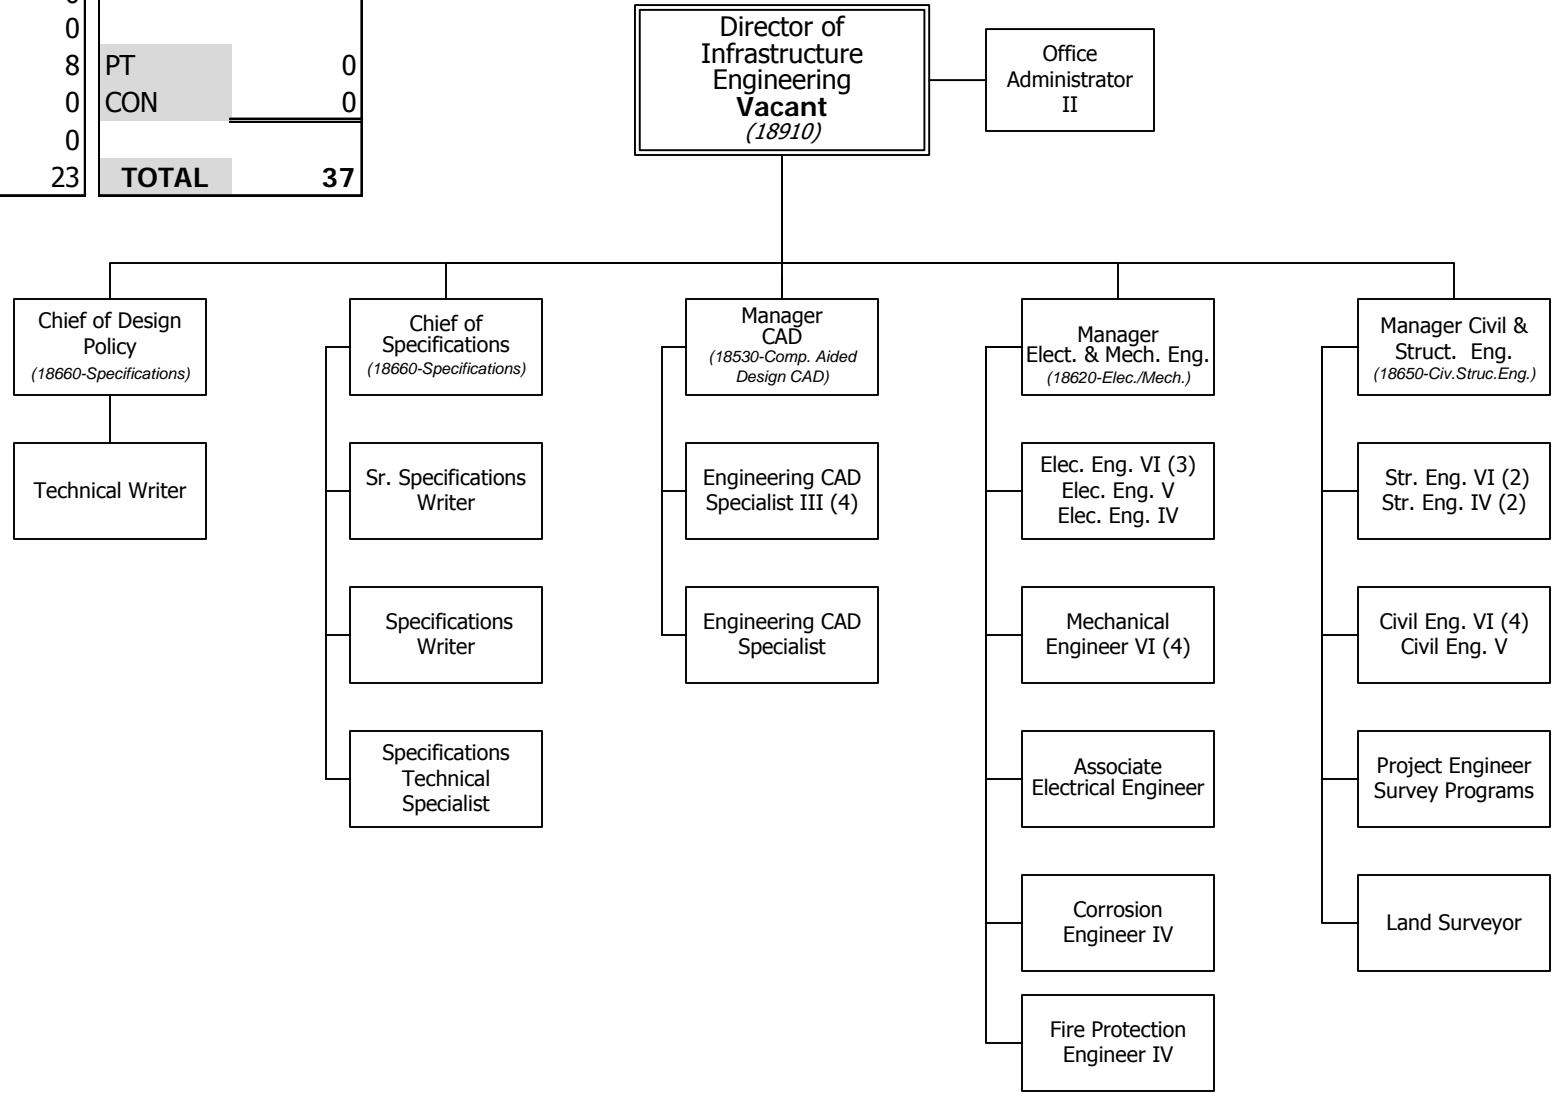 0
8
0
0
23
PT 0
CON 0
TOTAL 37
Director of
Infrastructure
Engineering
Vacant
(18910)
Office
Administrator
II
Chief of Design
Policy
(18660-Specifications)
Technical Writer
Chief of
Specifications
(18660-Specifications)
Sr. Specifications
Writer
Specifications
Writer
Specifications
Technical
Specialist
Manager
CAD
(18530-Comp. Aided
Design CAD)
Engineering CAD
Specialist III (4)
Engineering CAD
Specialist
Manager
Elect. & Mech. Eng.
(18620-Elec./Mech.)
Elec. Eng. VI (3)
Elec. Eng. V
Elec. Eng. IV
Mechanical
Engineer VI (4)
Associate
Electrical Engineer
Corrosion
Engineer IV
Fire Protection
Engineer IV
Manager Civil &
Struct. Eng.
(18650-Civ.Struc.Eng.)
Str. Eng. VI (2)
Str. Eng. IV (2)
Civil Eng. VI (4)
Civil Eng. V
Project Engineer
Survey Programs
Land Surveyor